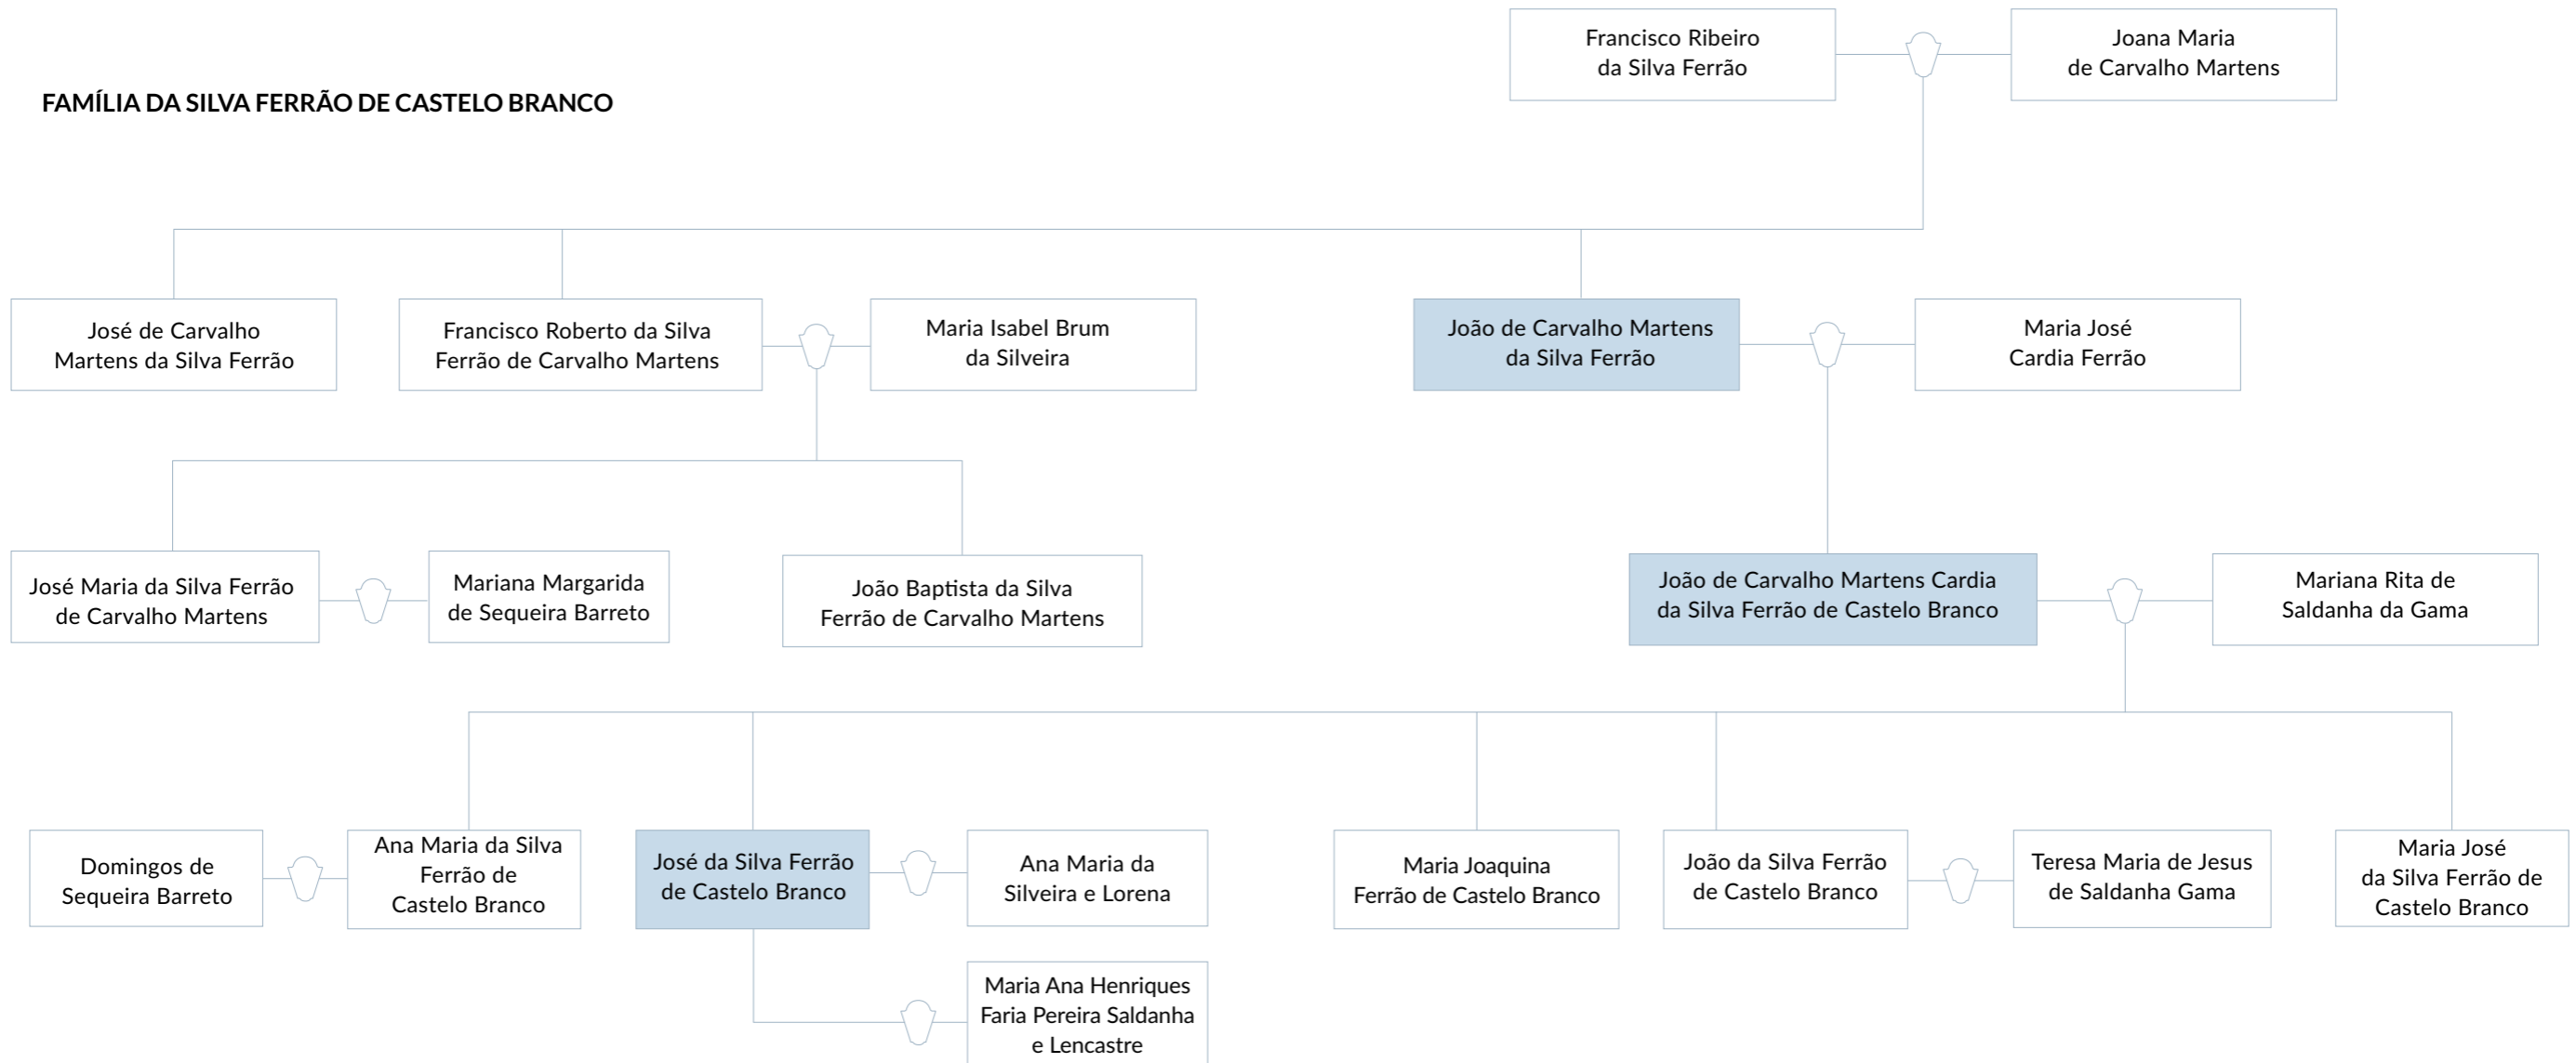 Francisco Ribeiro
da Silva Ferrão
Joana Maria
de Carvalho Martens
FAMÍLIA DA SILVA FERRÃO DE CASTELO BRANCO
José de Carvalho
Martens da Silva Ferrão
Francisco Roberto da Silva
Ferrão de Carvalho Martens
Maria Isabel Brum
da Silveira
João de Carvalho Martens
da Silva Ferrão
Maria José
Cardia Ferrão
José Maria da Silva Ferrão
de Carvalho Martens
Mariana Margarida
de Sequeira Barreto
João Baptista da Silva
Ferrão de Carvalho Martens
João de Carvalho Martens Cardia
da Silva Ferrão de Castelo Branco
Mariana Rita de
Saldanha da Gama
Domingos de
Sequeira Barreto
Ana Maria da Silva
Ferrão de
Castelo Branco
José da Silva Ferrão
de Castelo Branco
Ana Maria da
Silveira e Lorena
Maria Joaquina
Ferrão de Castelo Branco
João da Silva Ferrão
de Castelo Branco
Teresa Maria de Jesus
de Saldanha Gama
Maria José
da Silva Ferrão de
Castelo Branco
Maria Ana Henriques
Faria Pereira Saldanha
e Lencastre